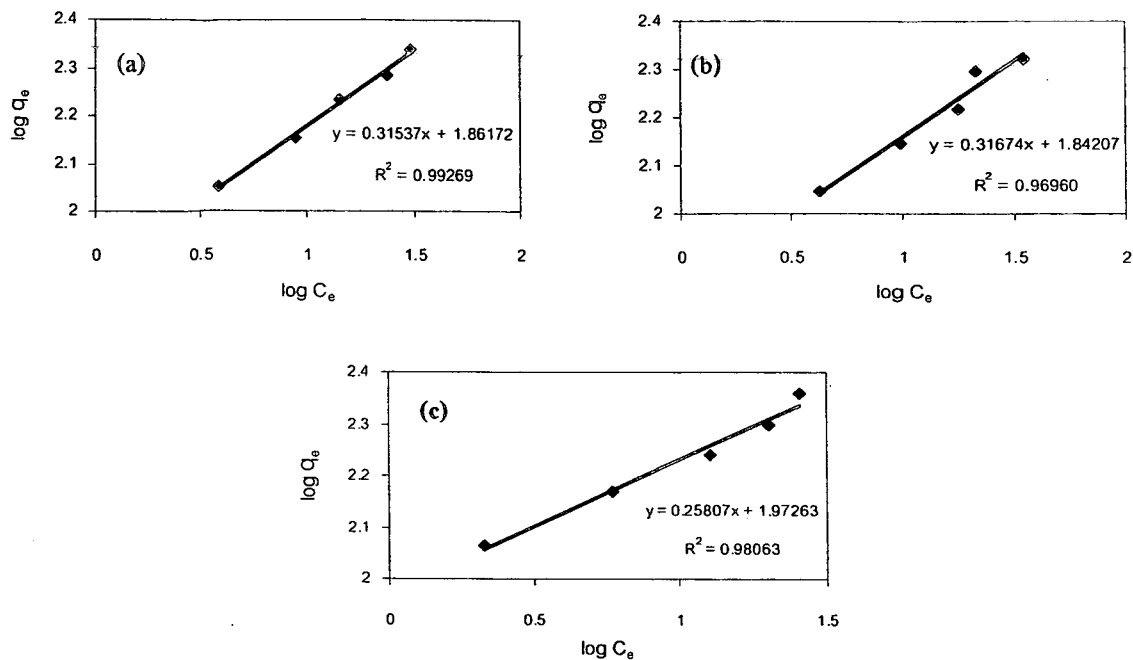 (a)
2.4
2.3
2.2
2.1
2
log qe
y = 0.31537x + 1.86172
R² = 0.99269
0 0.5 1 1.5 2
log Ce
(b)
2.4
2.3
2.2
2.1
2
log qe
y = 0.31674x + 1.84207
R² = 0.96960
0 0.5 1 1.5 2
log Ce
(c)
2.4
2.3
2.2
2.1
2
log qe
y = 0.25807x + 1.97263
R² = 0.98063
0 0.5 1 1.5
log Ce